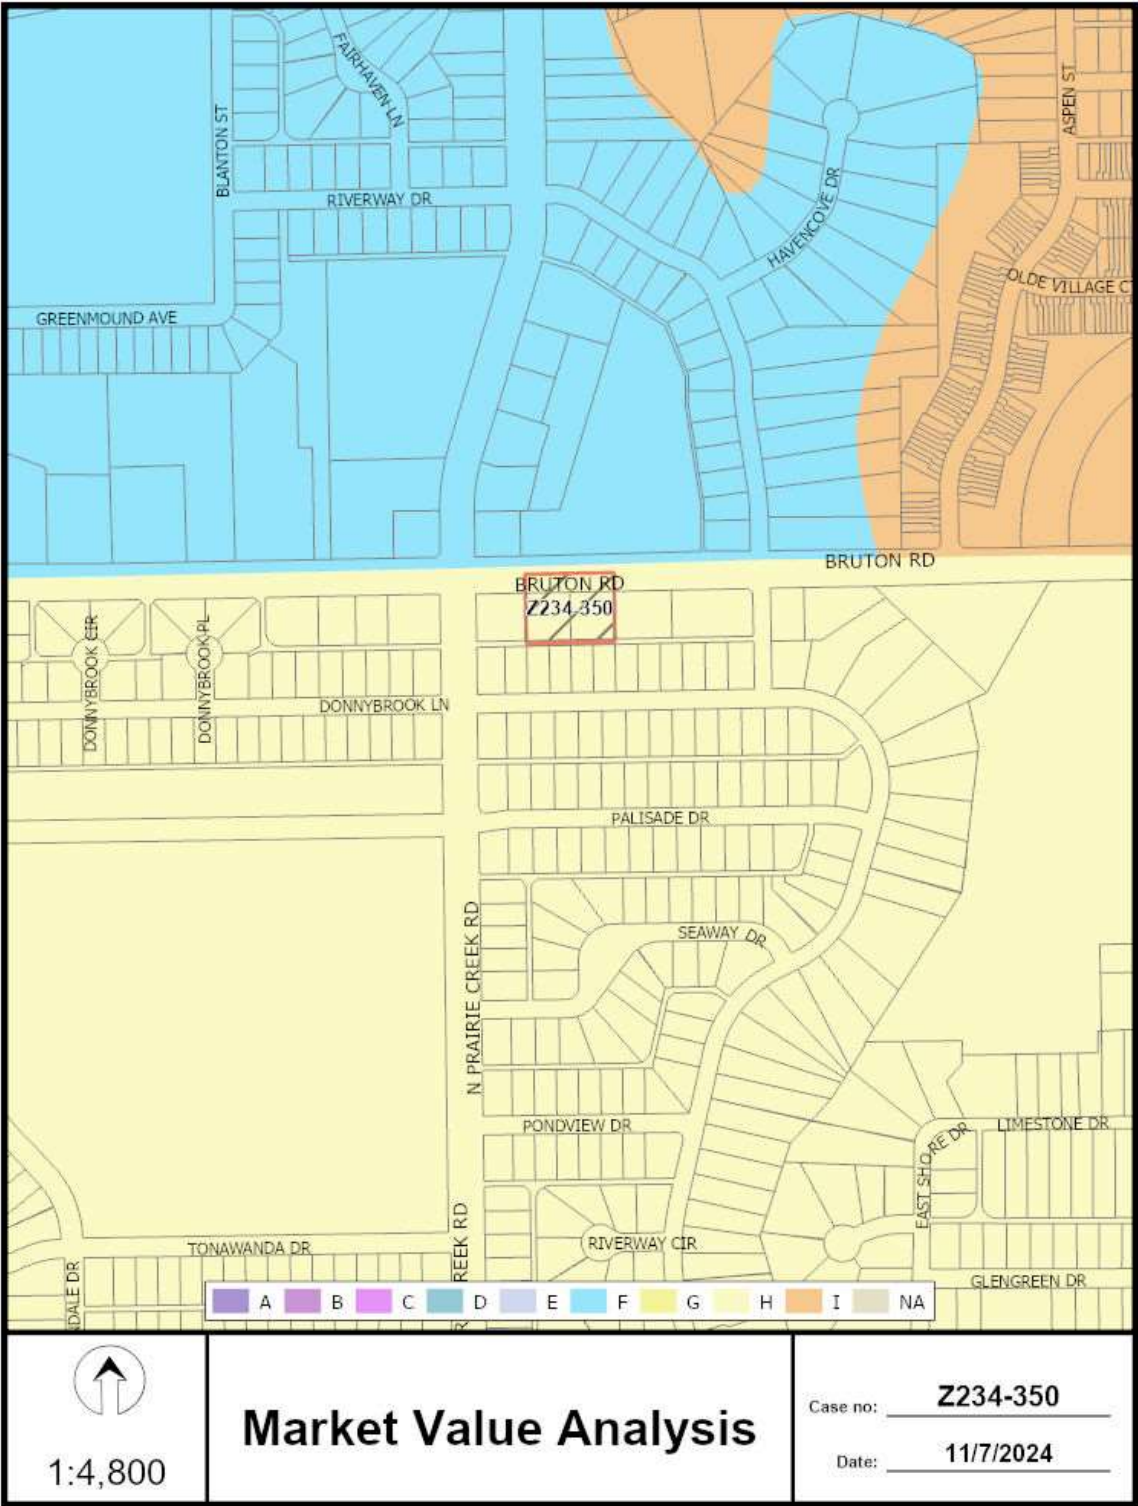 FAIRHAVEN LN
ASPEN ST
BLANTON ST
RIVERWAY DR
HAVENCOVE DR
OLDE VILLAGE C
GREENMOUND AVE
BRUTON RD
BRUTON RD
Z234-350
DONNYBROOK CIR
DONNYBROOK PL
DONNYBROOK LN
PALISADE DR
N PRAIRIE CREEK RD
SEAWAY DR
PONDVIEW DR
LIMESTONE DR
EAST SHORE DR
REEK RD
RIVERWAY CIR
TONAWANDA DR
GLENGREEN DR
NDALE DR
R
A B C D E F G H I NA
1:4,800
Market Value Analysis
Case no: Z234-350
Date: 11/7/2024